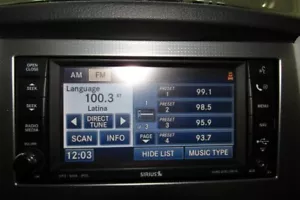 OPEN
CLOSE
SEEK
SEEK
RADIO
MEDIA
MENU
AM FM
Language
100.3
Latina
DIRECT
TUNE
SCAN INFO
12:03
PRESET
1
99.1
PRESET
2
98.5
PRESET
3
95.9
PRESET
4
93.7
PAGE
HIDE LIST MUSIC TYPE
SIRIUS